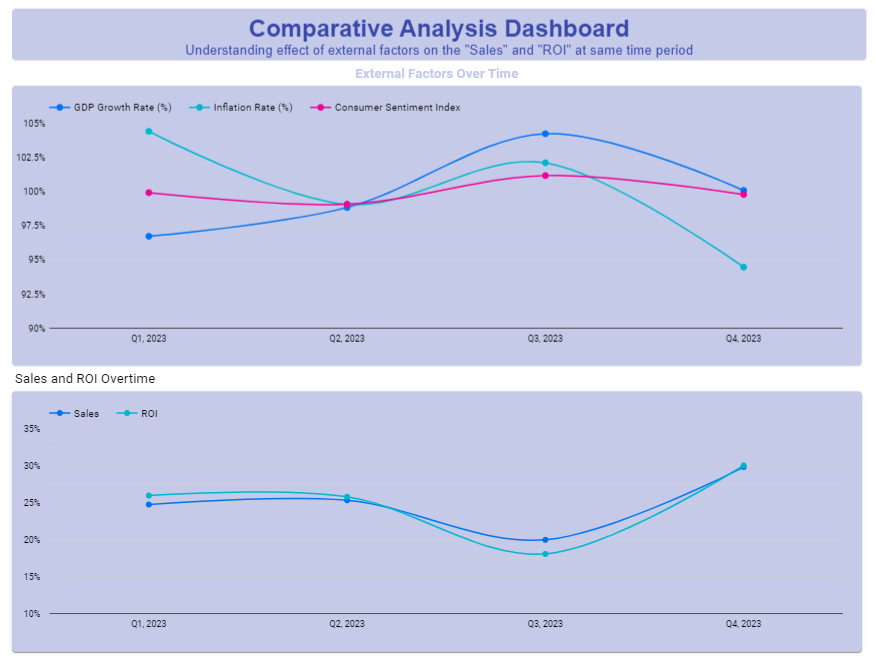 Comparative Analysis Dashboard
Understanding effect of external factors on the "Sales" and "ROI" at same time period
External Factors Over Time
GDP Growth Rate (%) Inflation Rate (%) Consumer Sentiment Index
105%
102.5%
100%
97.5%
95%
92.5%
90%
Q1, 2023 Q2, 2023 Q3, 2023 Q4, 2023
Sales and ROI Overtime
Sales ROI
35%
30%
25%
20%
15%
10%
Q1, 2023 Q2, 2023 Q3, 2023 Q4, 2023